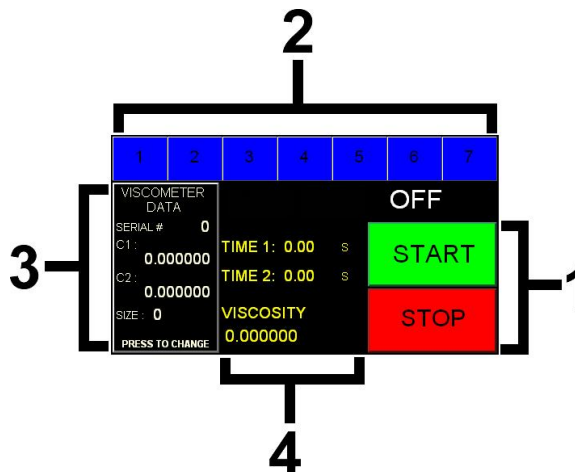 2
1 2 3 4 5 6 7
VISCOMETER
DATA
OFF
SERIAL # 0
C1 :
0.000000
C2 :
0.000000
SIZE : 0
PRESS TO CHANGE
TIME 1: 0.00 S
TIME 2: 0.00 S
VISCOSITY
0.000000
START
STOP
3
1
4